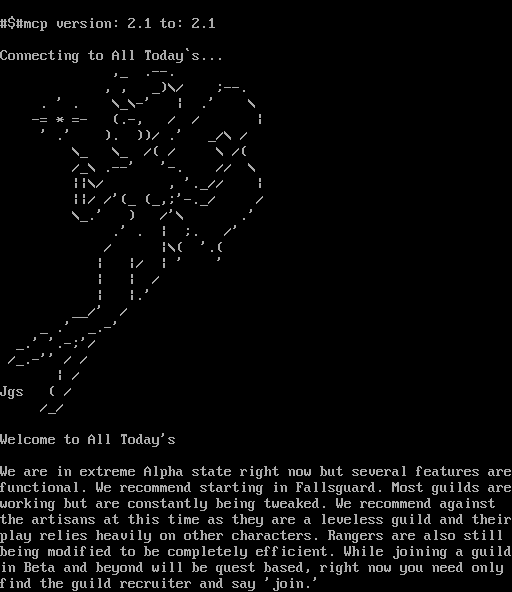 #$#mcp version: 2.1 to: 2.1
Connecting to All Today`s...
Jgs
Welcome to All Today's
We are in extreme Alpha state right now but several features are
functional. We recommend starting in Fallsguard. Most guilds are
working but are constantly being tweaked. We recommend against
the artisans at this time as they are a leveless guild and their
play relies heavily on other characters. Rangers are also still
being modified to be completely efficient. While joining a guild
in Beta and beyond will be quest based, right now you need only
find the guild recruiter and say 'join.'